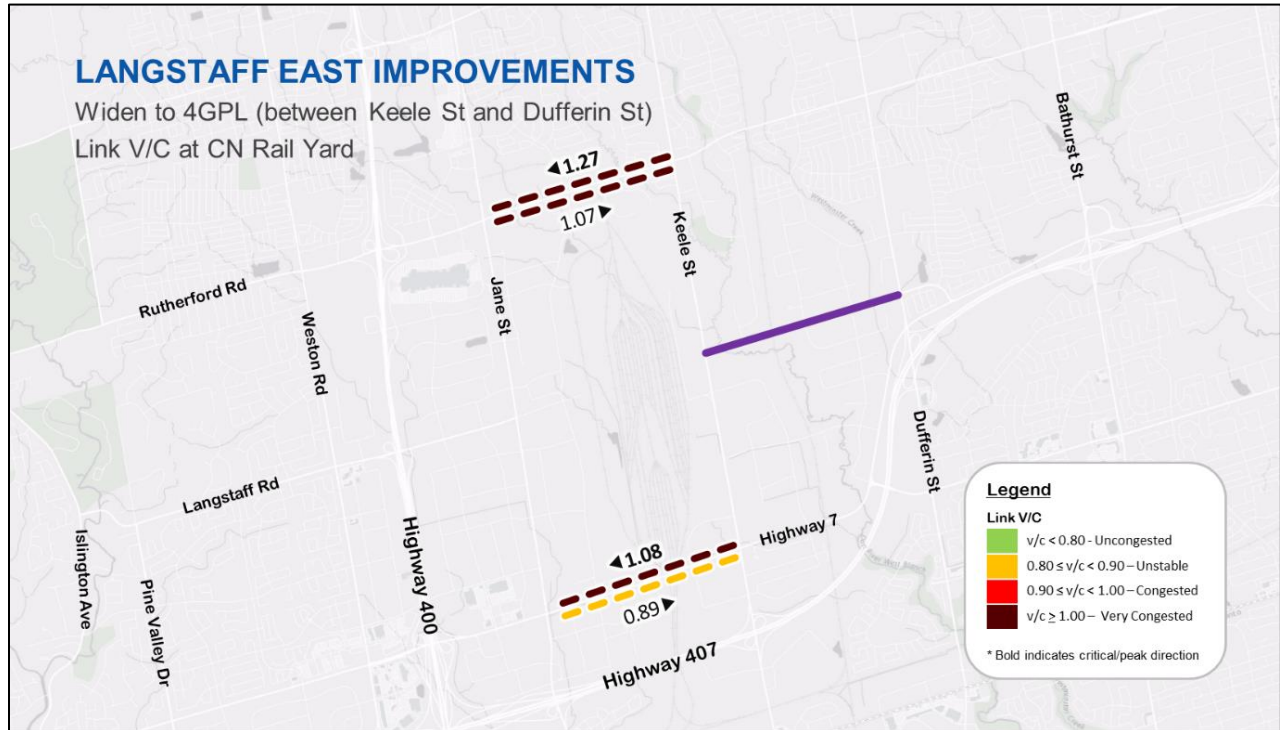 LANGSTAFF EAST IMPROVEMENTS
Widen to 4GPL (between Keele St and Dufferin St)
Link V/C at CN Rail Yard
◀1.27
1.07▶
Bathurst St
Keele St
Rutherford Rd
Jane St
Weston Rd
Dufferin St
Langstaff Rd
Highway 400
Highway 7
◀1.08
0.89▶
Islington Ave
Pine Valley Dr
Highway 407
Legend
Link V/C
v/c < 0.80 - Uncongested
0.80 ≤ v/c < 0.90 – Unstable
0.90 ≤ v/c < 1.00 – Congested
v/c ≥ 1.00 – Very Congested
* Bold indicates critical/peak direction